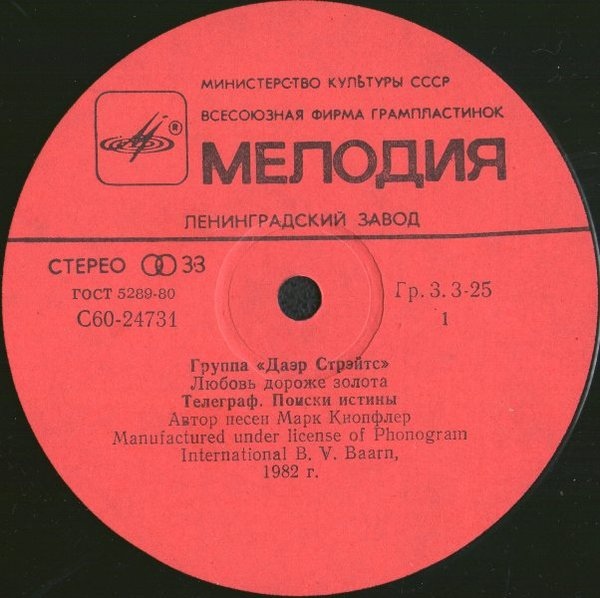 МИНИСТЕРСТВО КУЛЬТУРЫ СССР
ВСЕСОЮЗНАЯ ФИРМА ГРАМПЛАСТИНОК
®
МЕЛОДИЯ
ЛЕНИНГРАДСКИЙ ЗАВОД
СТЕРЕО 33
ГОСТ 5289-80
С60-24731
Гр. 3. 3-25
1
Группа «Даэр Стрэйтс»
Любовь дороже золота
Телеграф. Поиски истины
Автор песен Марк Кнопфлер
Manufactured under license of Phonogram
International B. V. Baarn,
1982 г.